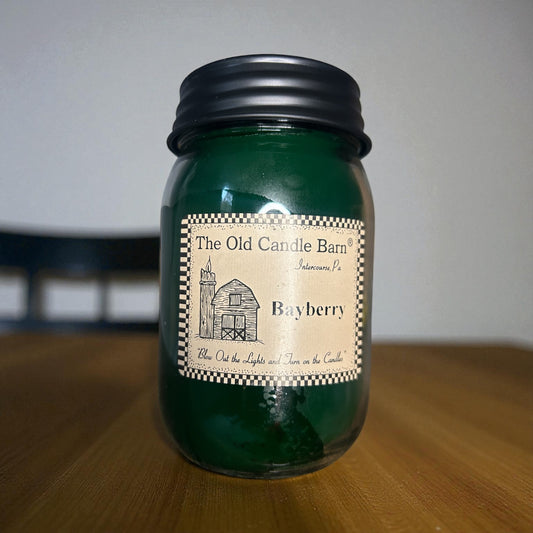 The Old Candle Barn®
Intercourse, Pa
Bayberry
"Blow Out the Lights and Turn on the Candles"